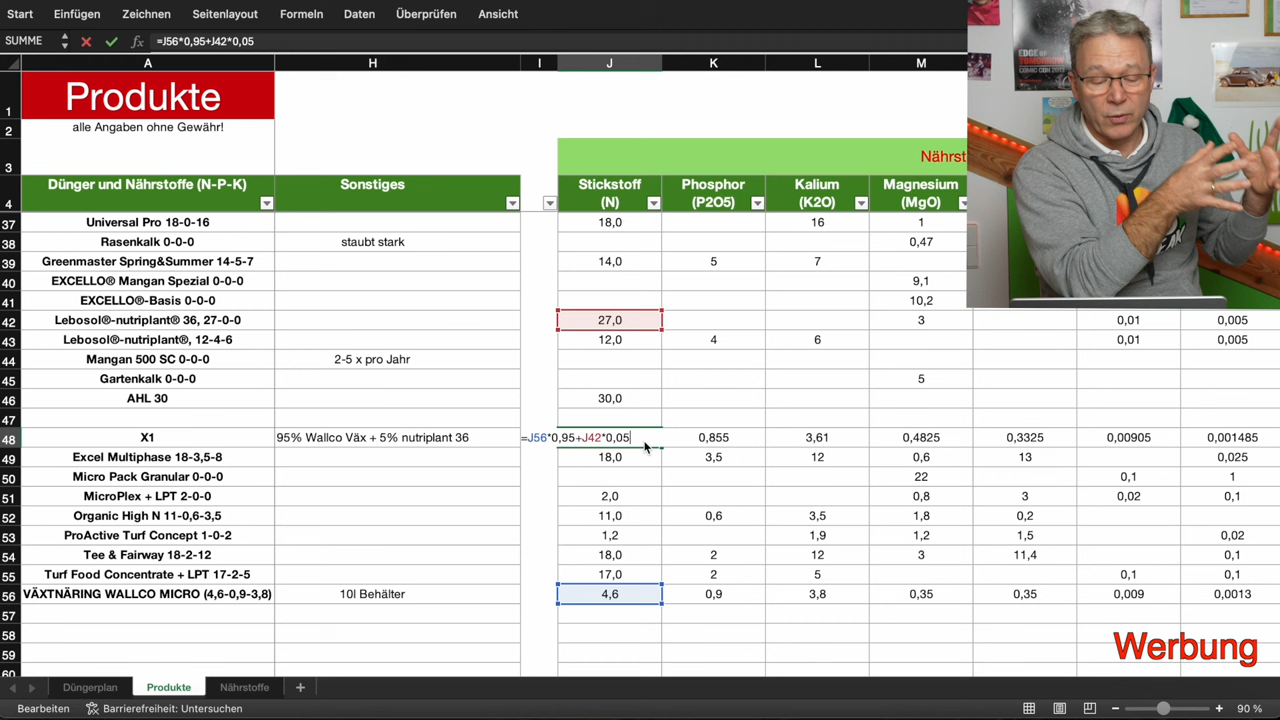 Start Einfügen Zeichnen Seitenlayout Formeln Daten Überprüfen Ansicht
SUMME fx =J56*0,95+J42*0,05
A H I J K L M
1 Produkte
2 alle Angaben ohne Gewähr!
3 Nährst
4 Dünger und Nährstoffe (N-P-K) Sonstiges Stickstoff (N) Phosphor (P2O5) Kalium (K2O) Magnesium (MgO)
37 Universal Pro 18-0-16 18,0 16 1
38 Rasenkalk 0-0-0 staubt stark 0,47
39 Greenmaster Spring&Summer 14-5-7 14,0 5 7
40 EXCELLO® Mangan Spezial 0-0-0 9,1
41 EXCELLO®-Basis 0-0-0 10,2
42 Lebosol®-nutriplant® 36, 27-0-0 27,0 3 0,01 0,005
43 Lebosol®-nutriplant®, 12-4-6 12,0 4 6 0,01 0,005
44 Mangan 500 SC 0-0-0 2-5 x pro Jahr
45 Gartenkalk 0-0-0 5
46 AHL 30 30,0
47
48 X1 95% Wallco Väx + 5% nutriplant 36 =J56*0,95+J42*0,05 0,855 3,61 0,4825 0,3325 0,00905 0,001485
49 Excel Multiphase 18-3,5-8 18,0 3,5 12 0,6 13 0,025
50 Micro Pack Granular 0-0-0 22 0,1 1
51 MicroPlex + LPT 2-0-0 2,0 0,8 3 0,02 0,1
52 Organic High N 11-0,6-3,5 11,0 0,6 3,5 1,8 0,2
53 ProActive Turf Concept 1-0-2 1,2 1,9 1,2 1,5 0,02
54 Tee & Fairway 18-2-12 18,0 2 12 3 11,4 0,1
55 Turf Food Concentrate + LPT 17-2-5 17,0 2 5 0,1 0,1
56 VÄXTNÄRING WALLCO MICRO (4,6-0,9-3,8) 10l Behälter 4,6 0,9 3,8 0,35 0,35 0,009 0,0013
57
58
59
60
EDGE OF
TOMORROW
COMIC CON 2013
Werbung
Düngerplan Produkte Nährstoffe +
Bearbeiten Barrierefreiheit: Untersuchen 90 %